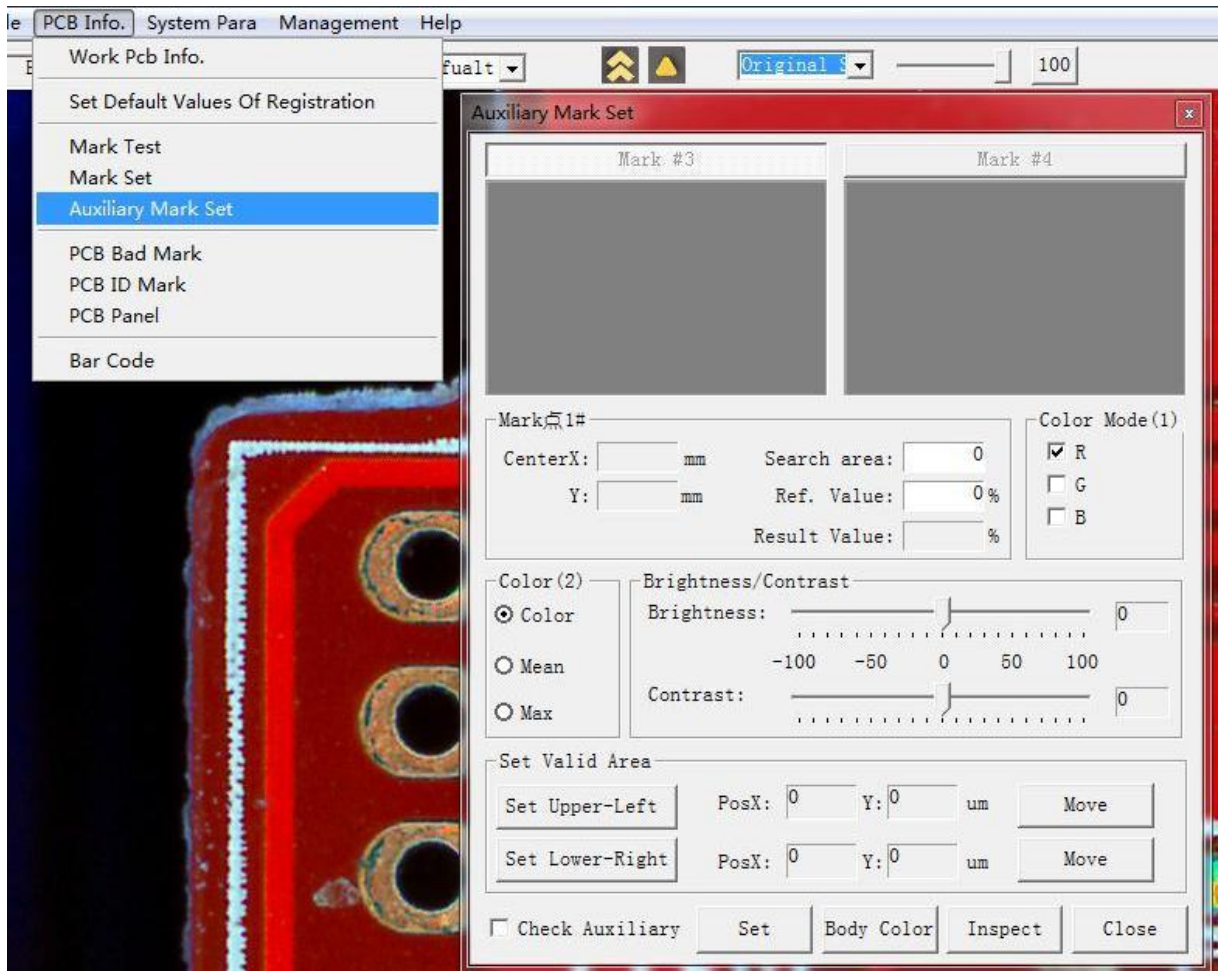 le PCB Info. System Para Management Help
Work Pcb Info.
fualt
Original S
100
Set Default Values Of Registration
Mark Test
Mark Set
Auxiliary Mark Set
PCB Bad Mark
PCB ID Mark
PCB Panel
Bar Code
Auxiliary Mark Set
x
Mark #3 Mark #4
Mark点1#
CenterX: mm Search area: 0
Y: mm Ref. Value: 0 %
Result Value: %
Color Mode(1)
R
G
B
Color(2)
Color
Mean
Max
Brightness/Contrast
Brightness: 0
-100 -50 0 50 100
Contrast: 0
Set Valid Area
Set Upper-Left PosX: 0 Y: 0 um Move
Set Lower-Right PosX: 0 Y: 0 um Move
Check Auxiliary Set Body Color Inspect Close